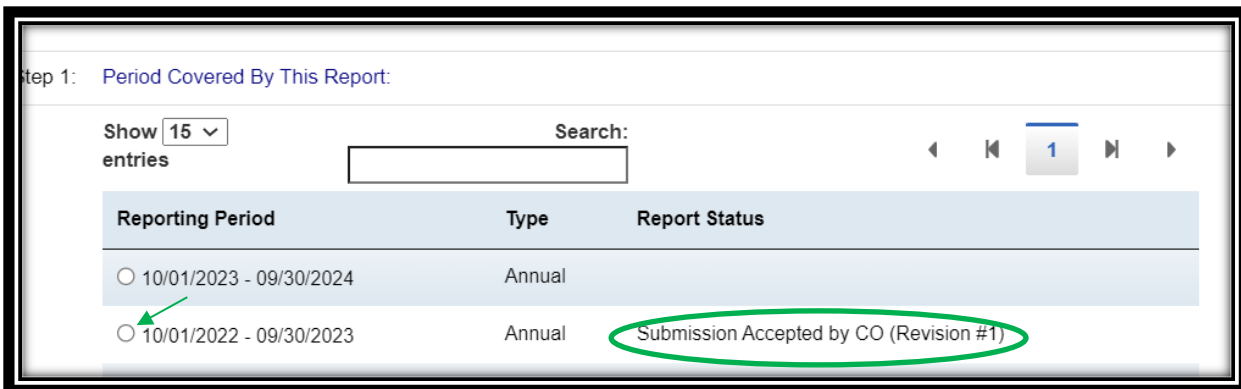 tep 1: Period Covered By This Report:
Show 15 Search:
entries
1
Reporting Period Type Report Status
10/01/2023 - 09/30/2024 Annual
10/01/2022 - 09/30/2023 Annual Submission Accepted by CO (Revision #1)